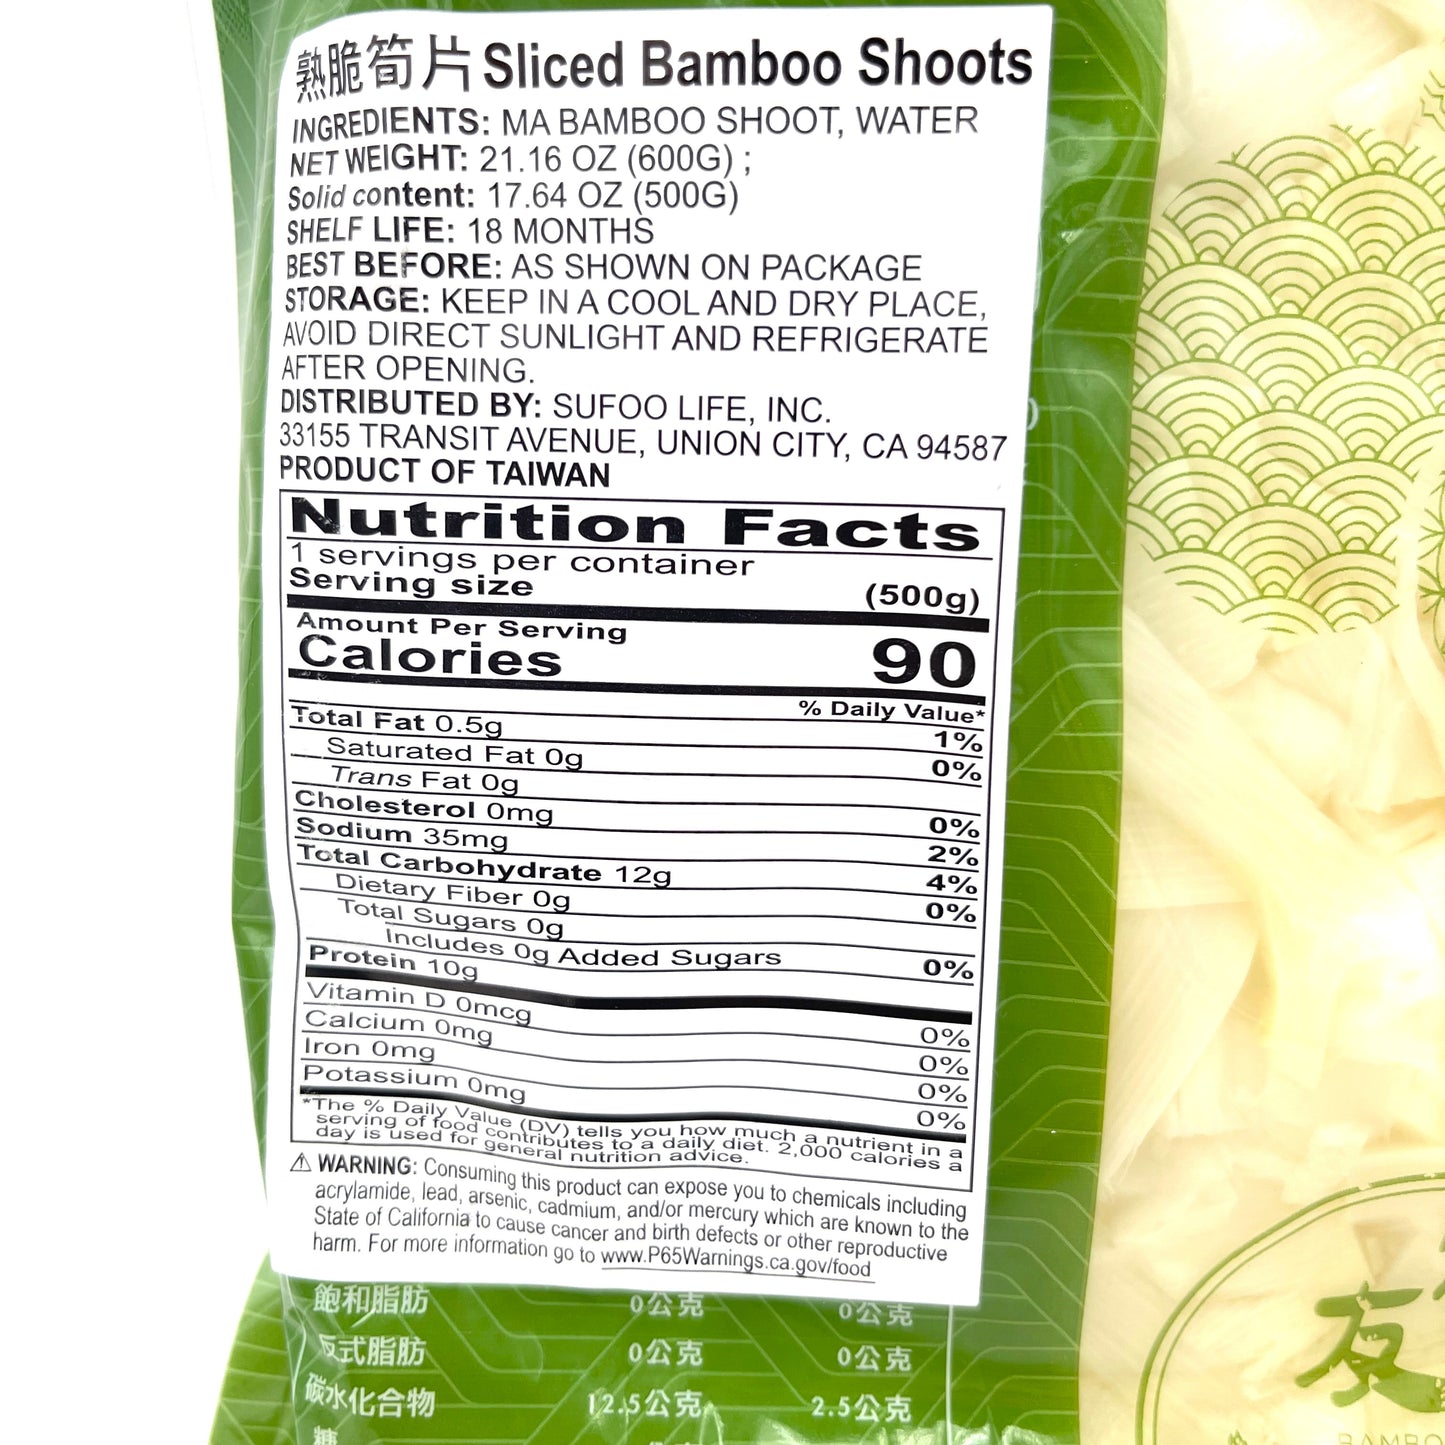 熟脆筍片Sliced Bamboo Shoots
INGREDIENTS: MA BAMBOO SHOOT, WATER
NET WEIGHT: 21.16 OZ (600G) ;
Solid content: 17.64 OZ (500G)
SHELF LIFE: 18 MONTHS
BEST BEFORE: AS SHOWN ON PACKAGE
STORAGE: KEEP IN A COOL AND DRY PLACE,
AVOID DIRECT SUNLIGHT AND REFRIGERATE
AFTER OPENING.
DISTRIBUTED BY: SUFOO LIFE, INC.
33155 TRANSIT AVENUE, UNION CITY, CA 94587
PRODUCT OF TAIWAN
Nutrition Facts
1 servings per container
Serving size (500g)
Amount Per Serving
Calories 90
% Daily Value*
Total Fat 0.5g 1%
Saturated Fat 0g 0%
Trans Fat 0g
Cholesterol 0mg 0%
Sodium 35mg 2%
Total Carbohydrate 12g 4%
Dietary Fiber 0g 0%
Total Sugars 0g
Includes 0g Added Sugars 0%
Protein 10g
Vitamin D 0mcg 0%
Calcium 0mg 0%
Iron 0mg 0%
Potassium 0mg 0%
*The % Daily Value (DV) tells you how much a nutrient in a
serving of food contributes to a daily diet. 2,000 calories a
day is used for general nutrition advice.
⚠ WARNING: Consuming this product can expose you to chemicals including
acrylamide, lead, arsenic, cadmium, and/or mercury which are known to the
State of California to cause cancer and birth defects or other reproductive
harm. For more information go to www.P65Warnings.ca.gov/food
飽和脂肪 0公克 0公克
反式脂肪 0公克 0公克
碳水化合物 12.5公克 2.5公克
糖
友
BAMBO